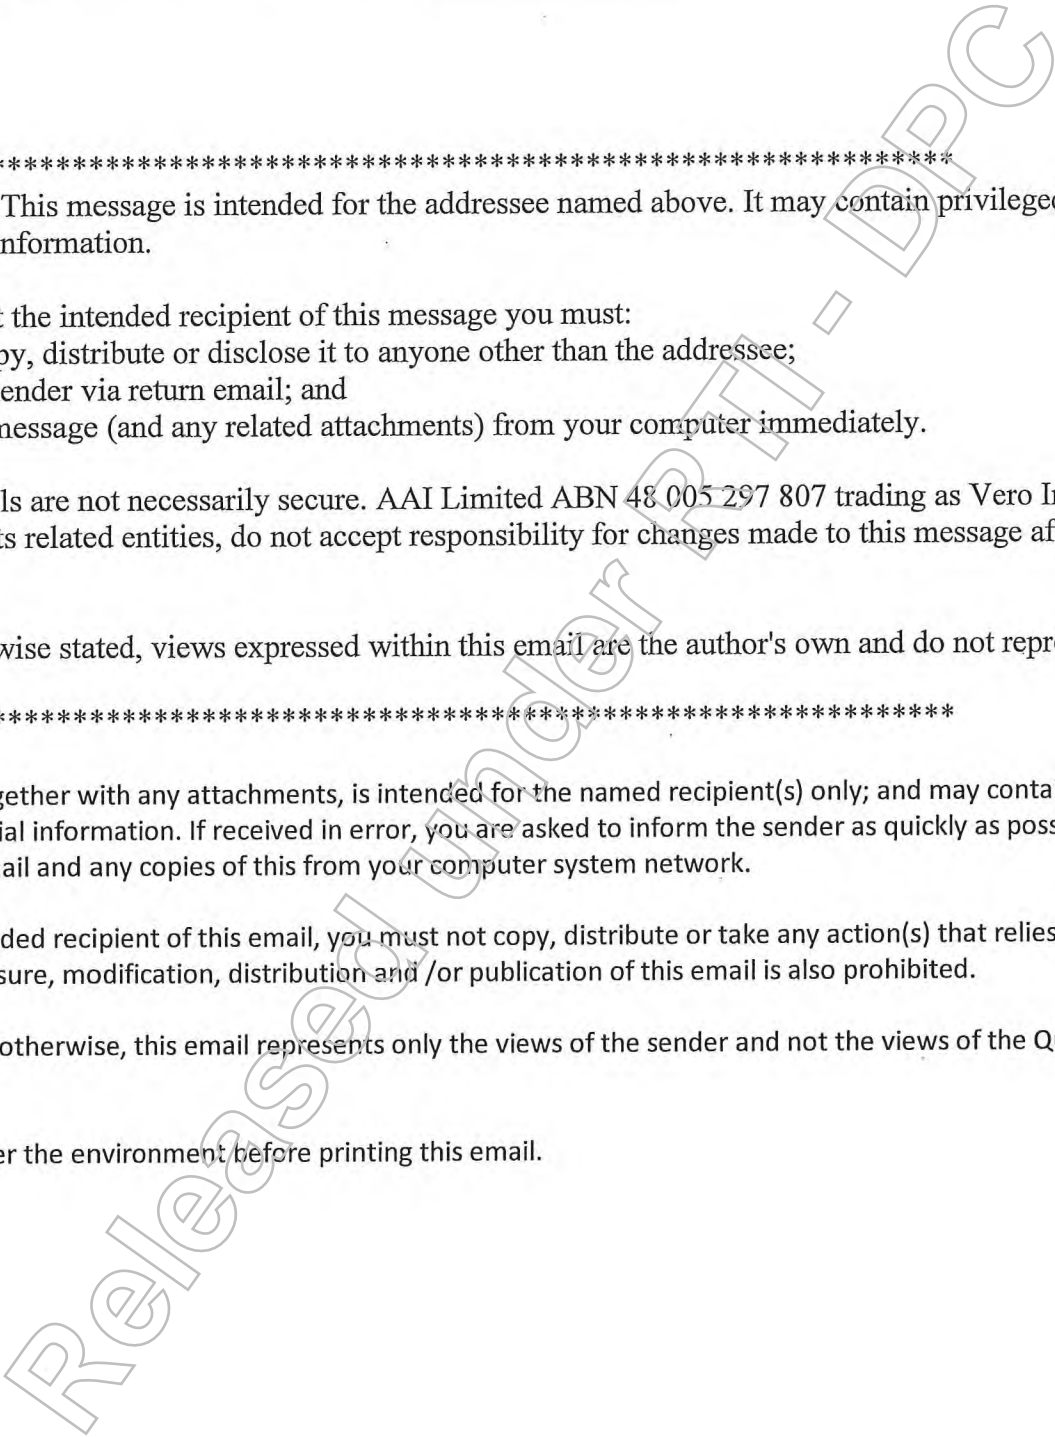 ************************************************************
This message is intended for the addressee named above. It may contain privileged
nformation.
t the intended recipient of this message you must:
py, distribute or disclose it to anyone other than the addressee;
ender via return email; and
nessage (and any related attachments) from your computer immediately.
ls are not necessarily secure. AAI Limited ABN 48 005 297 807 trading as Vero In
ts related entities, do not accept responsibility for changes made to this message af
wise stated, views expressed within this email are the author's own and do not repre
************************************************************
gether with any attachments, is intended for the named recipient(s) only; and may conta
ial information. If received in error, you are asked to inform the sender as quickly as poss
ail and any copies of this from your computer system network.
ded recipient of this email, you must not copy, distribute or take any action(s) that relies
sure, modification, distribution and /or publication of this email is also prohibited.
otherwise, this email represents only the views of the sender and not the views of the Qu
er the environment before printing this email.
Released under RTI - DPC